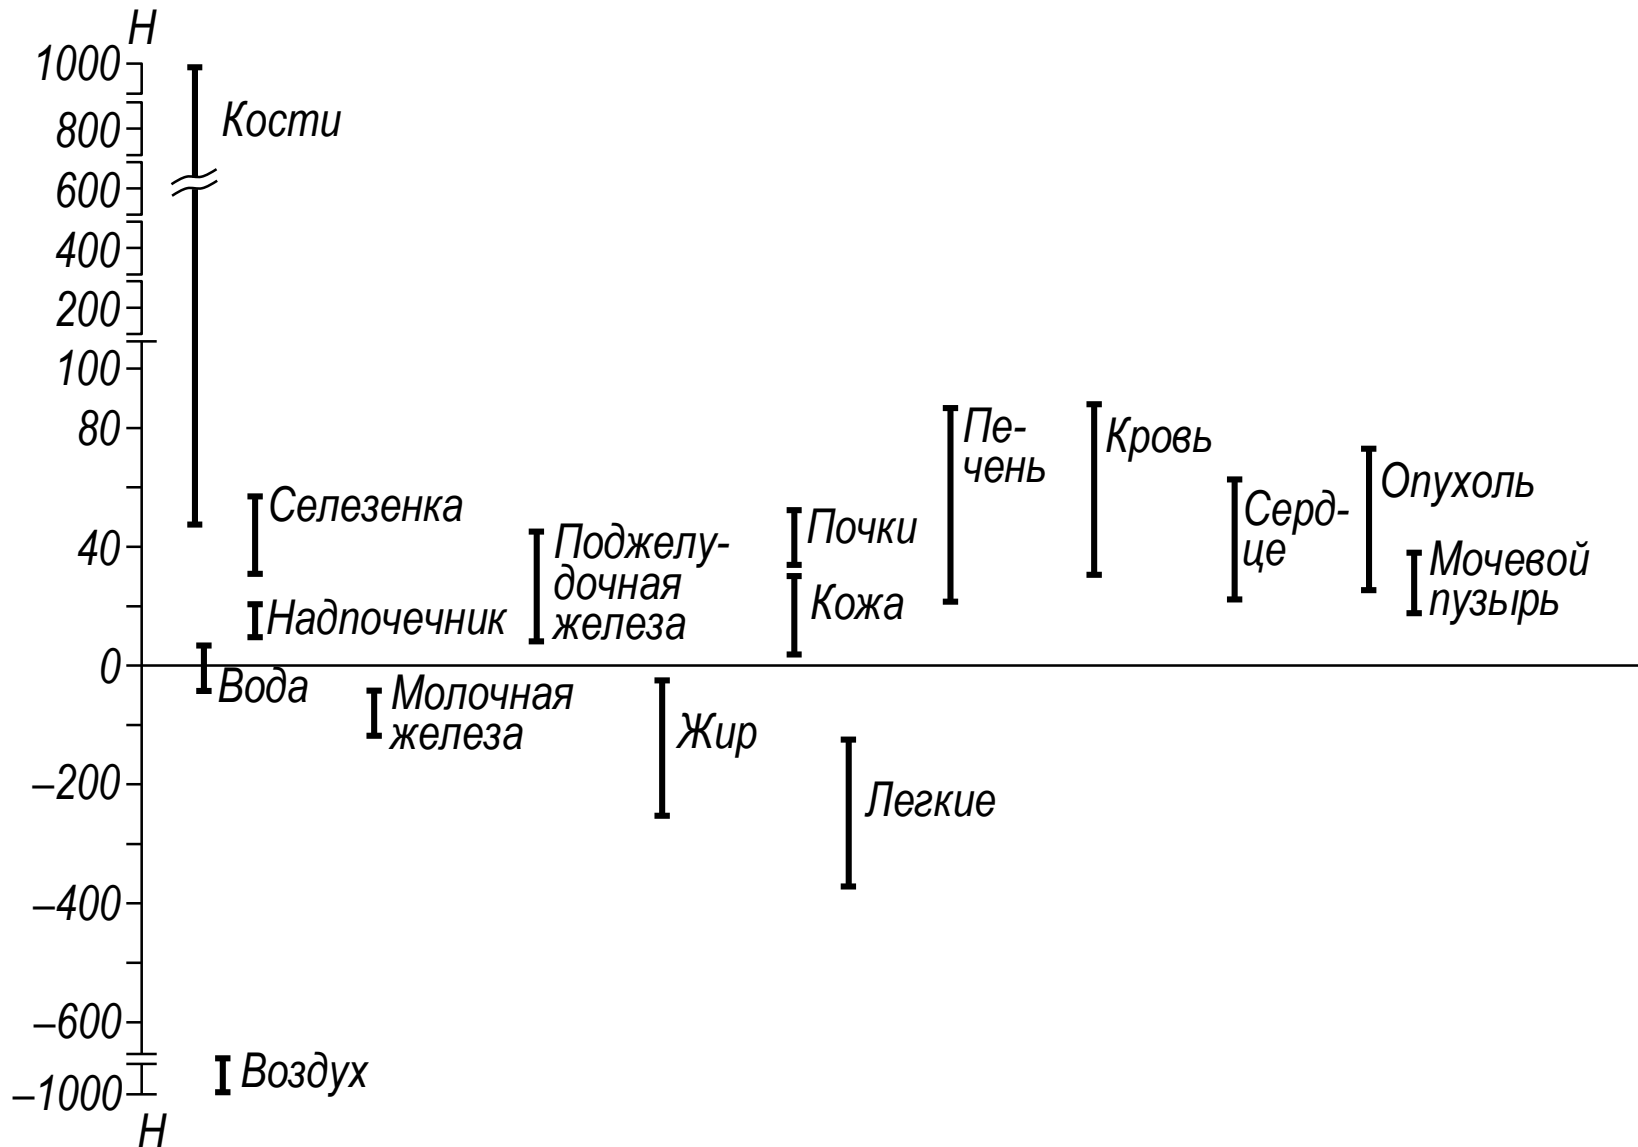 H
1000
800
600
400
200
100
80
40
0
–200
–400
–600
–1000
H
Кости
Селезенка
Надпочечник
Вода
Молочная
железа
Поджелу-
дочная
железа
Жир
Почки
Кожа
Легкие
Пе-
чень
Кровь
Серд-
це
Опухоль
Мочевой
пузырь
Воздух